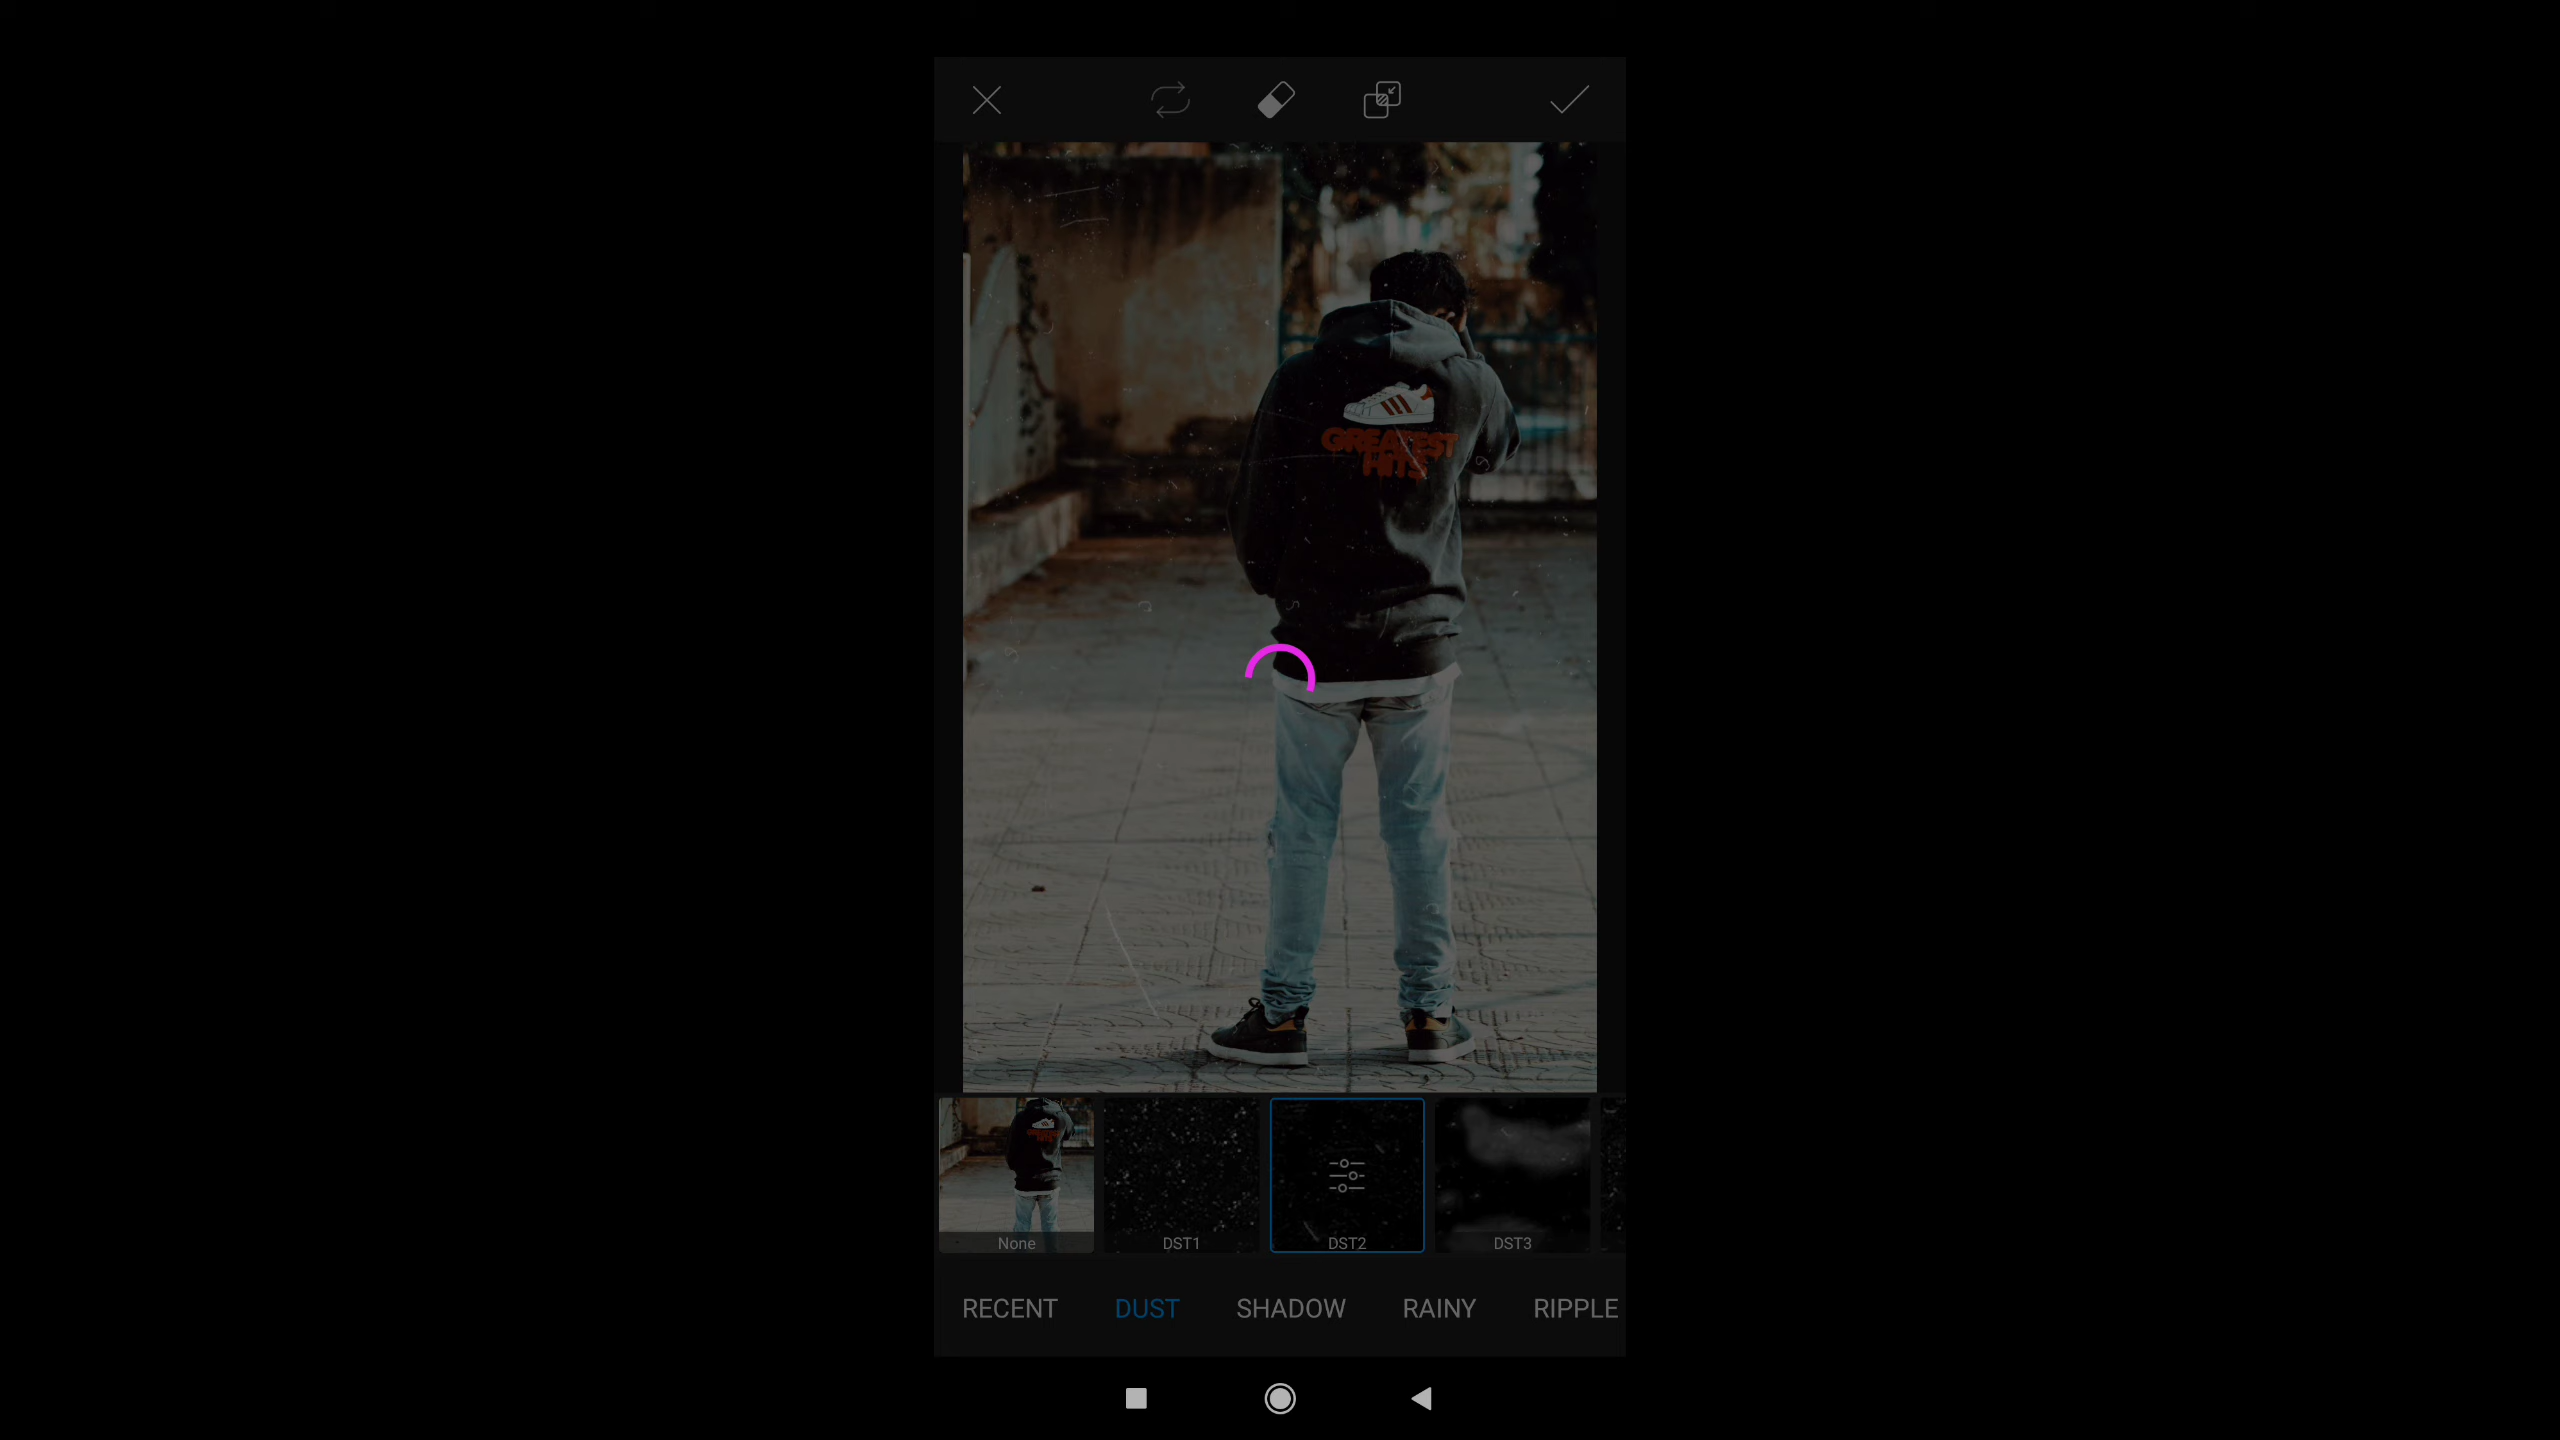 GREATEST
HITS
None
DST1
DST2
DST3
RECENT
DUST
SHADOW
RAINY
RIPPLE